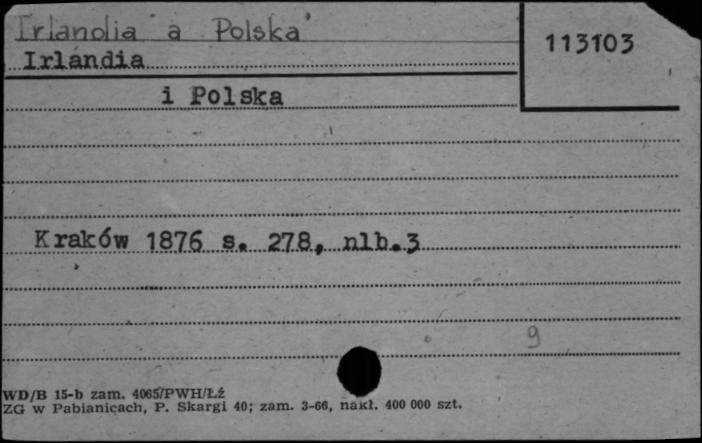 Irlandia a Polska
113103
Irlandia
i Polska
Kraków 1876 s. 278, nlb.3
9
WD/B 15-b zam. 4065/PWH/Łź
ZG w Pabianicach, P. Skargi 40; zam. 3-66, nakł. 400 000 szt.